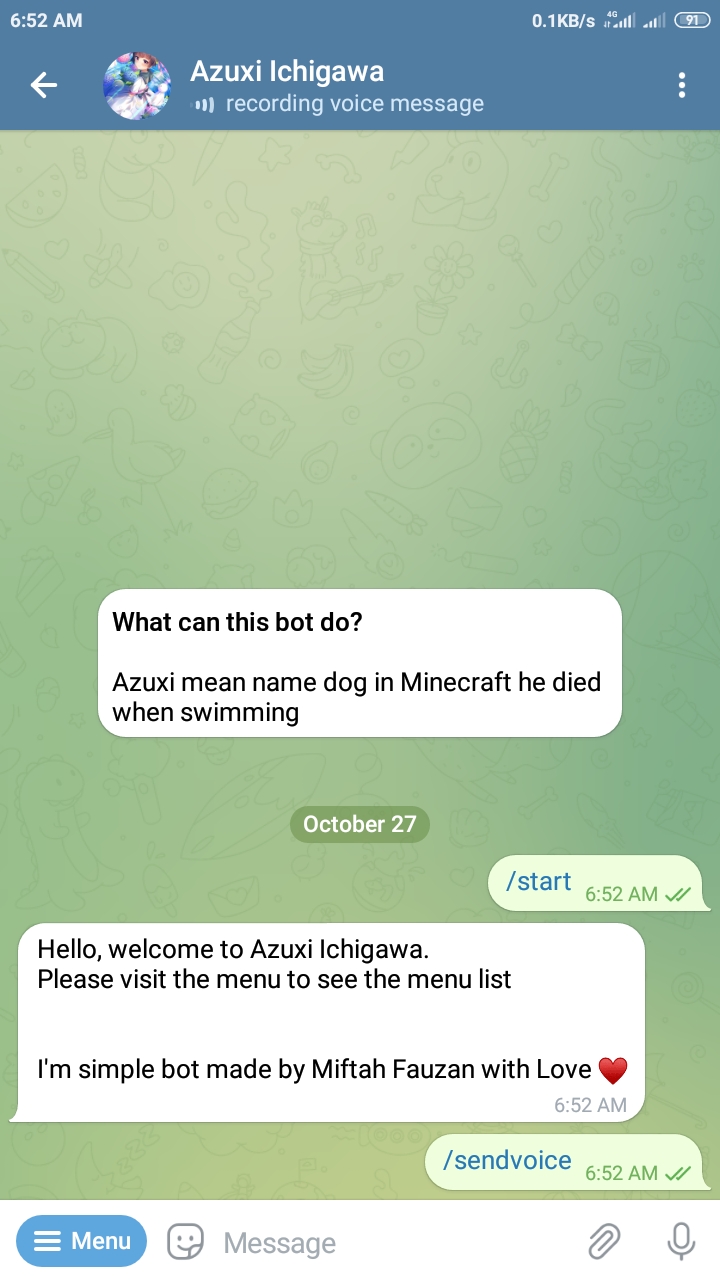 6:52 AM
0.1KB/s 4G 91
Azuxi Ichigawa
recording voice message
What can this bot do?
Azuxi mean name dog in Minecraft he died
when swimming
October 27
/start 6:52 AM
Hello, welcome to Azuxi Ichigawa.
Please visit the menu to see the menu list
I'm simple bot made by Miftah Fauzan with Love ♥
6:52 AM
/sendvoice 6:52 AM
Menu
Message